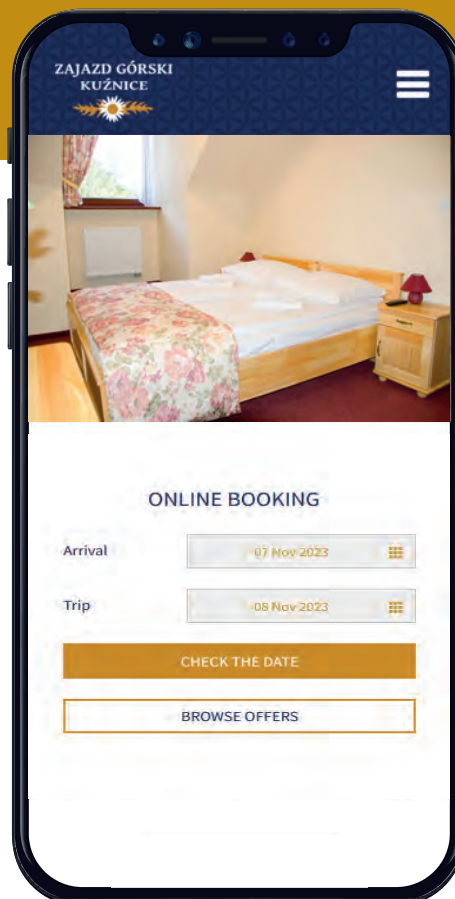 ZAJAZD GÓRSKI
KUŹNICE
ONLINE BOOKING
Arrival
07 Nov 2023
Trip
08 Nov 2023
CHECK THE DATE
BROWSE OFFERS